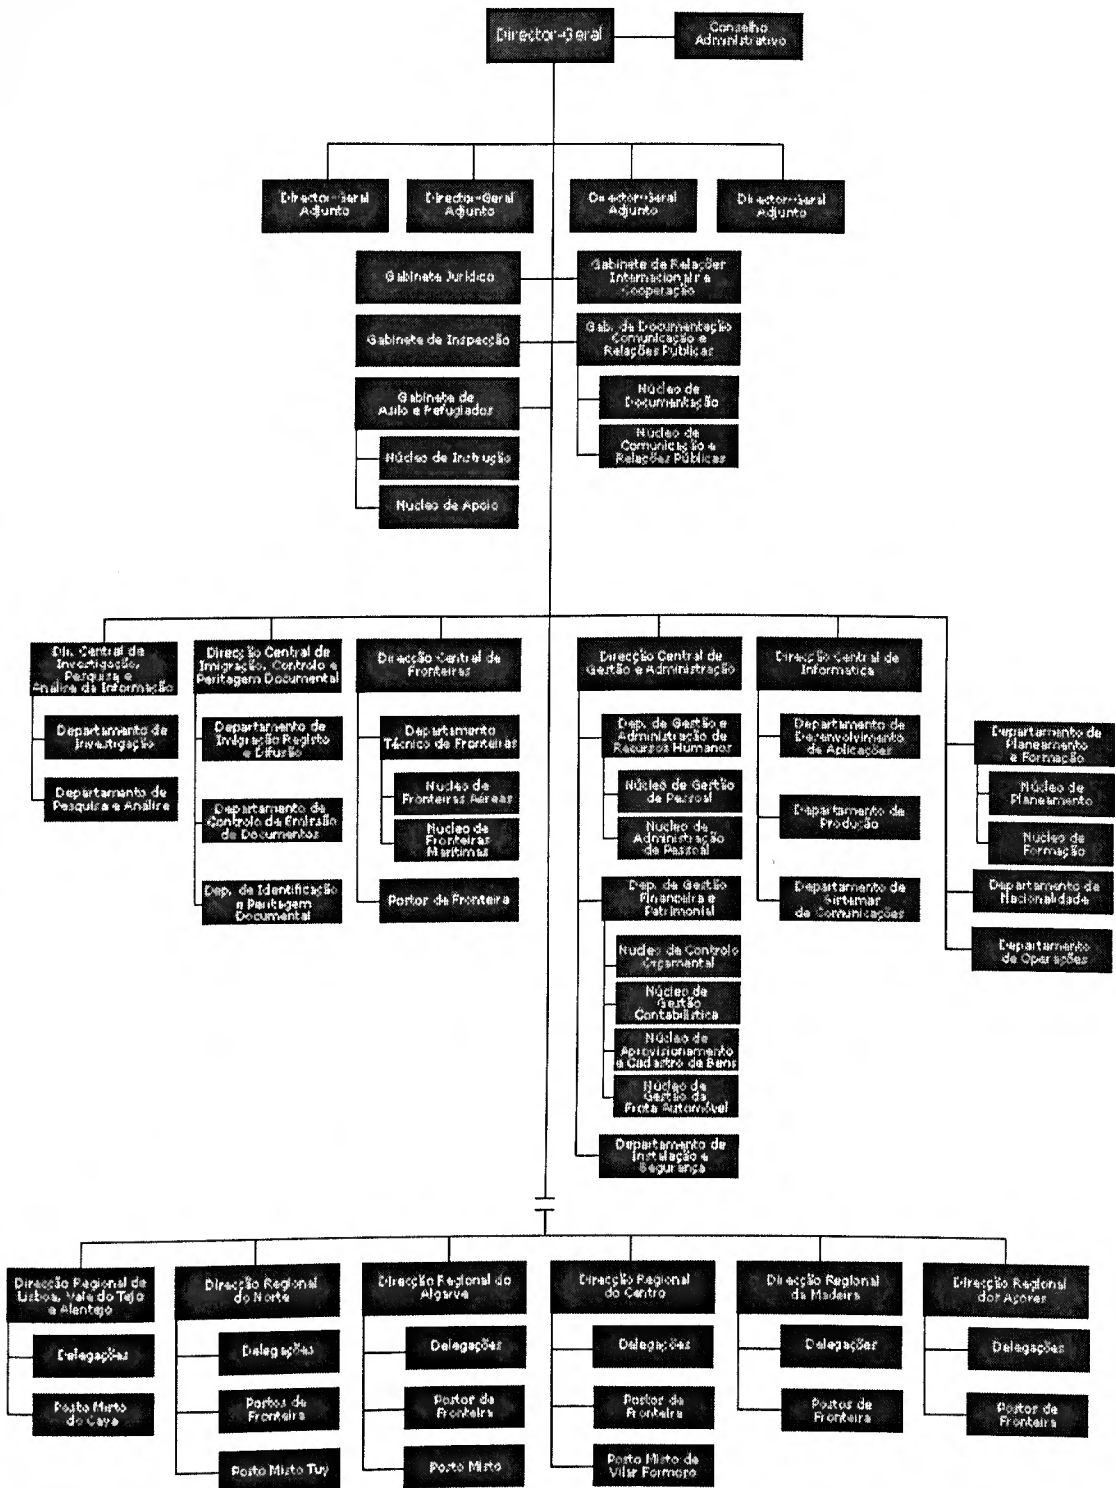 Director-Geral
Conselho
Administrativo
Director-Geral
Adjunto
Director-Geral
Adjunto
Director-Geral
Adjunto
Director-Geral
Adjunto
Gabinete Jurídico
Gabinete de Relações
Internacionais e
Cooperação
Gabinete de Inspecção
Gab. de Documentação
Comunicação e
Relações Públicas
Gabinete de
Asilo e Refugiados
Núcleo de
Documentação
Núcleo de
Comunicação e
Relações Públicas
Núcleo de Instrução
Nucleo de Apoio
Dir. Central de
Investigação,
Pesquisa e
Análise da Informação
Departamento de
Investigação
Departamento de
Pesquisa e Análise
Direcção Central de
Imigração, Controlo e
Peritagem Documental
Departamento de
Imigração Registo
e Difusão
Departamento de
Controlo da Emissão
de Documentos
Dep. de Identificação
e Peritagem
Documental
Direcção Central de
Fronteiras
Departamento
Técnico de Fronteiras
Nucleo de
Fronteiras Aéreas
Nucleo de
Fronteiras
Marítimas
Postos de Fronteira
Direcção Central de
Gestão e Administração
Dep. de Gestão e
Administração de
Recursos Humanos
Núcleo de Gestão
de Pessoal
Nucleo de
Administração
de Pessoal
Dep. de Gestão
Financeira e
Patrimonial
Nucleo de Controlo
Orçamental
Núcleo de
Gestão
Contabilística
Núcleo de
Aprovisionamento
e Cadastro de Bens
Núcleo de
Gestão da
Frota Automóvel
Departamento de
Instalação e
Segurança
Direcção Central de
Informatica
Departamento de
Desenvolvimento
de Aplicações
Departamento de
Produção
Departamento de
Sistemas
de Comunicações
Departamento de
Planeamento
e Formação
Núcleo de
Planeamento
Nucleo de
Formação
Departamento de
Nacionalidade
Departamento
de Operações
Direcção Regional de
Lisboa, Vale do Tejo
e Alentejo
Delegações
Posto Misto
do Caya
Direcção Regional
do Norte
Delegações
Postos de
Fronteira
Posto Misto Tuy
Direcção Regional do
Algarve
Delegações
Postos de
Fronteira
Posto Misto
Direcção Regional
do Centro
Delegações
Postos de
Fronteira
Posto Misto de
Vilar Formoso
Direcção Regional
da Madeira
Delegações
Postos de
Fronteira
Direcção Regional
dos Açores
Delegações
Postos de
Fronteira